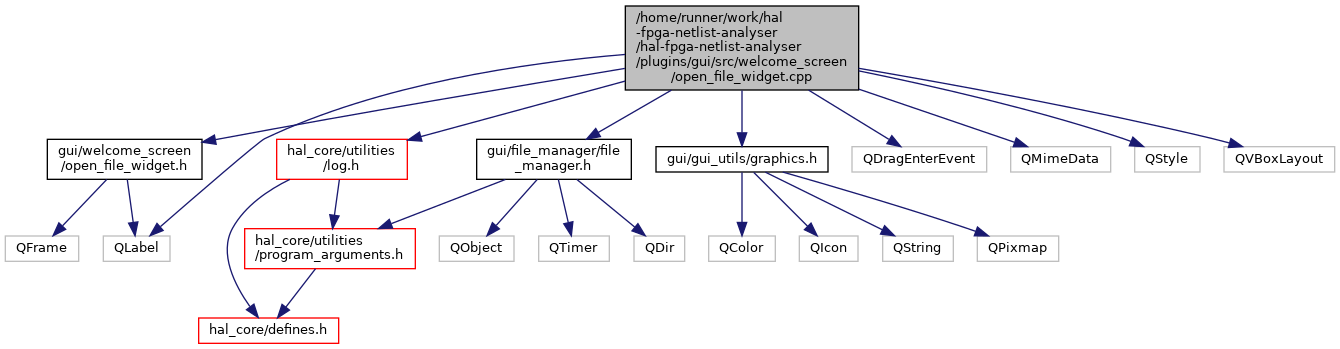 /home/runner/work/hal
-fpga-netlist-analyser
/hal-fpga-netlist-analyser
/plugins/gui/src/welcome_screen
/open_file_widget.cpp
gui/welcome_screen
/open_file_widget.h
hal_core/utilities
/log.h
gui/file_manager/file
_manager.h
gui/gui_utils/graphics.h
QDragEnterEvent
QMimeData
QStyle
QVBoxLayout
QFrame
QLabel
hal_core/utilities
/program_arguments.h
QObject
QTimer
QDir
QColor
QIcon
QString
QPixmap
hal_core/defines.h